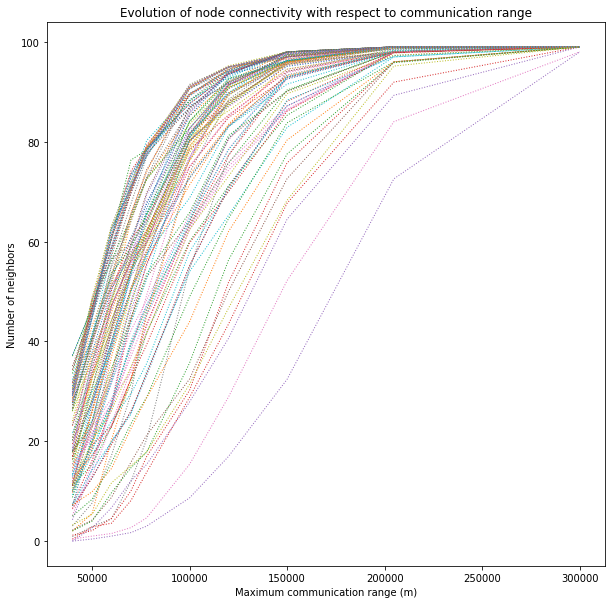 Evolution of node connectivity with respect to communication range
Number of neighbors
100
80
60
40
20
0
50000 100000 150000 200000 250000 300000
Maximum communication range (m)